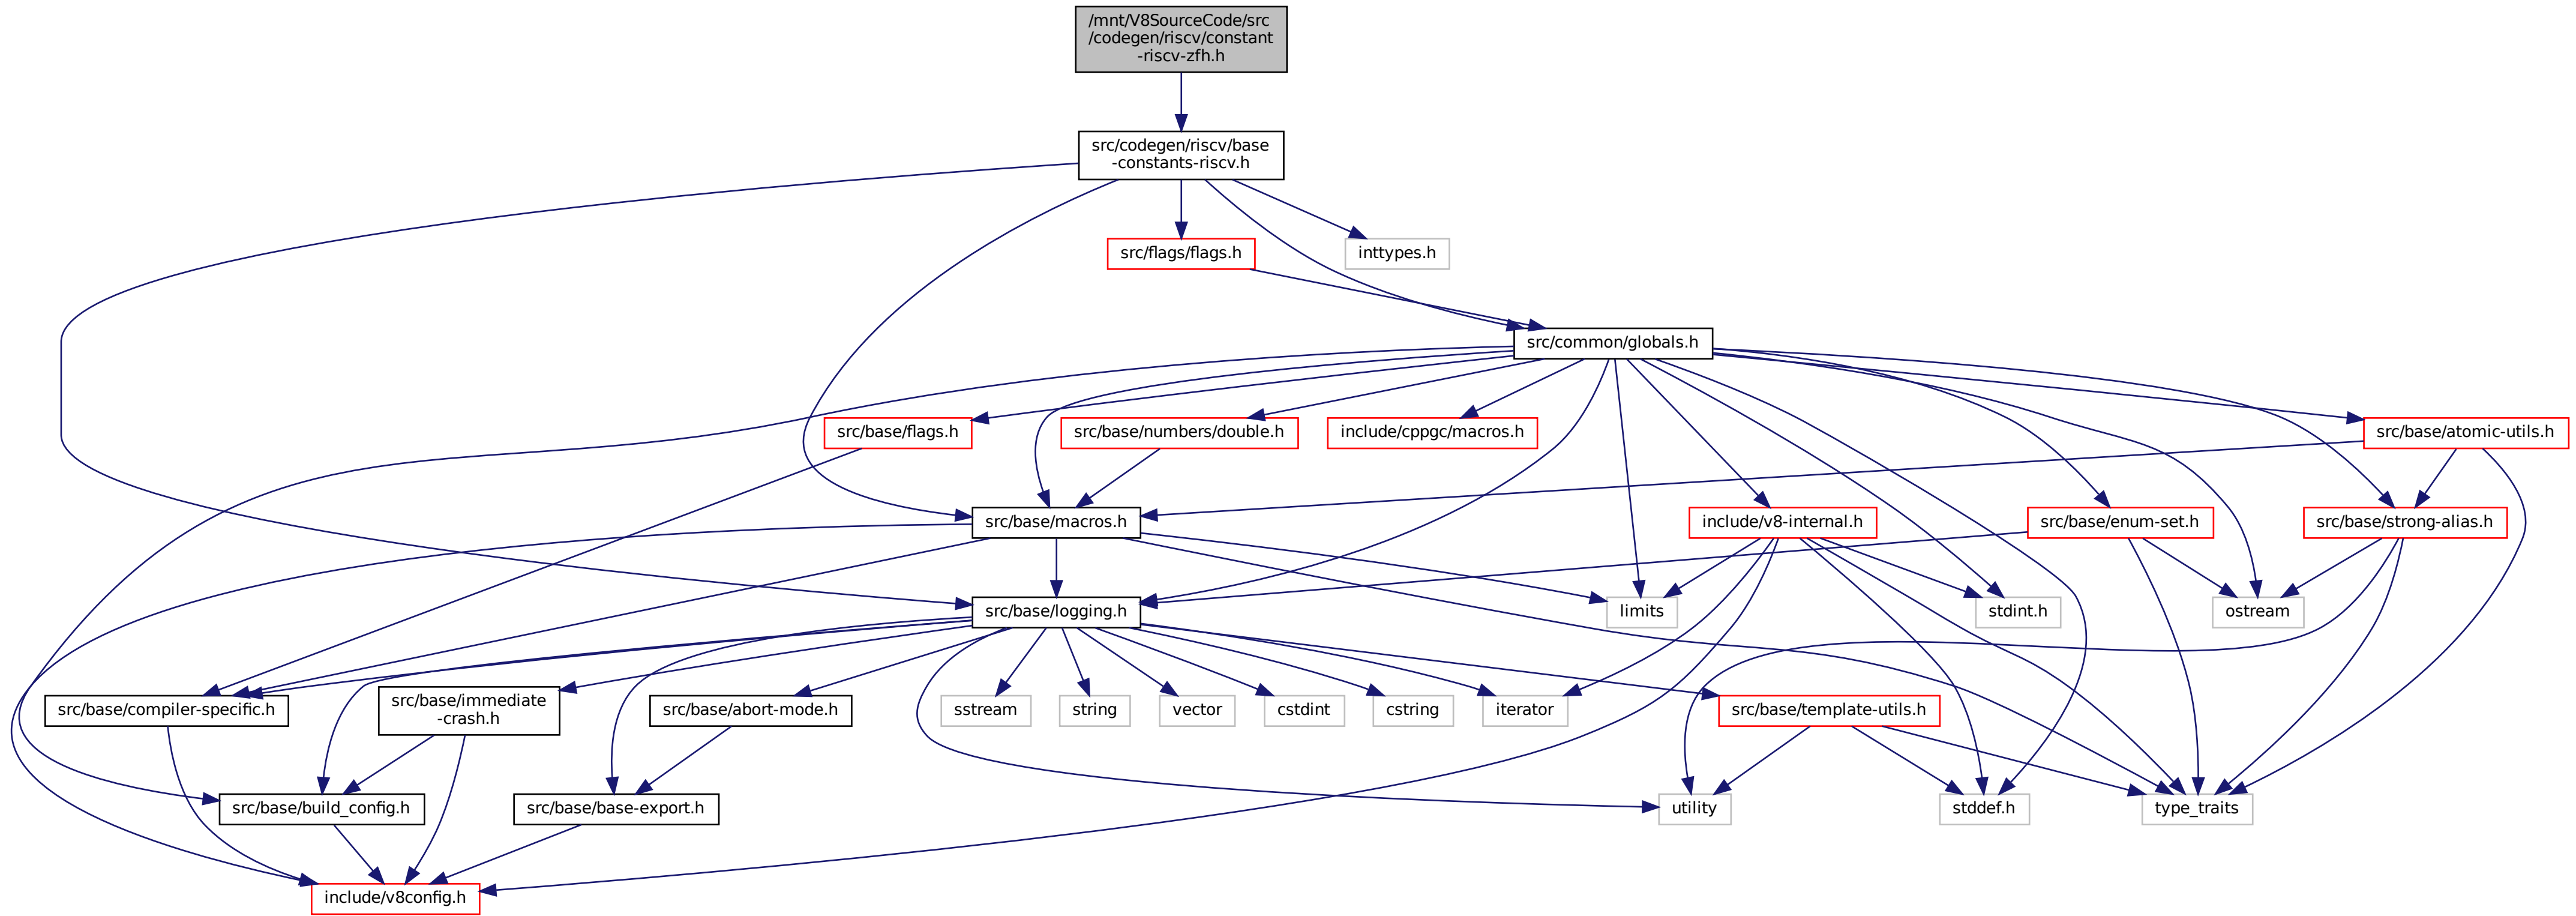 /mnt/V8SourceCode/src
/codegen/riscv/constant
-riscv-zfh.h
src/codegen/riscv/base
-constants-riscv.h
src/flags/flags.h
inttypes.h
src/common/globals.h
src/base/flags.h
src/base/numbers/double.h
include/cppgc/macros.h
src/base/atomic-utils.h
src/base/macros.h
include/v8-internal.h
src/base/enum-set.h
src/base/strong-alias.h
src/base/logging.h
limits
stdint.h
ostream
src/base/compiler-specific.h
src/base/immediate
-crash.h
src/base/abort-mode.h
sstream
string
vector
cstdint
cstring
iterator
src/base/template-utils.h
src/base/build_config.h
src/base/base-export.h
utility
stddef.h
type_traits
include/v8config.h